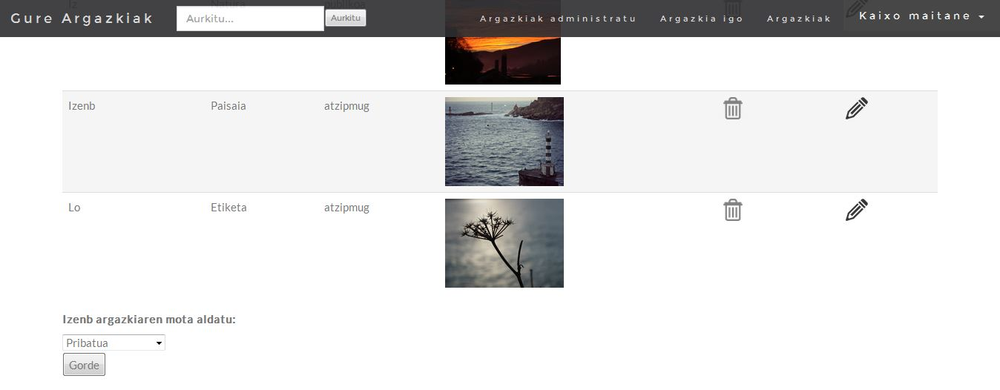 Iz Natura publikoa
Gure Argazkiak Aurkitu... Aurkitu Argazkiak administratu Argazkia igo Argazkiak Kaixo maitane
Izenb Paisaia atzipmug
Lo Etiketa atzipmug
Izenb argazkiaren mota aldatu:
Pribatua
Gorde